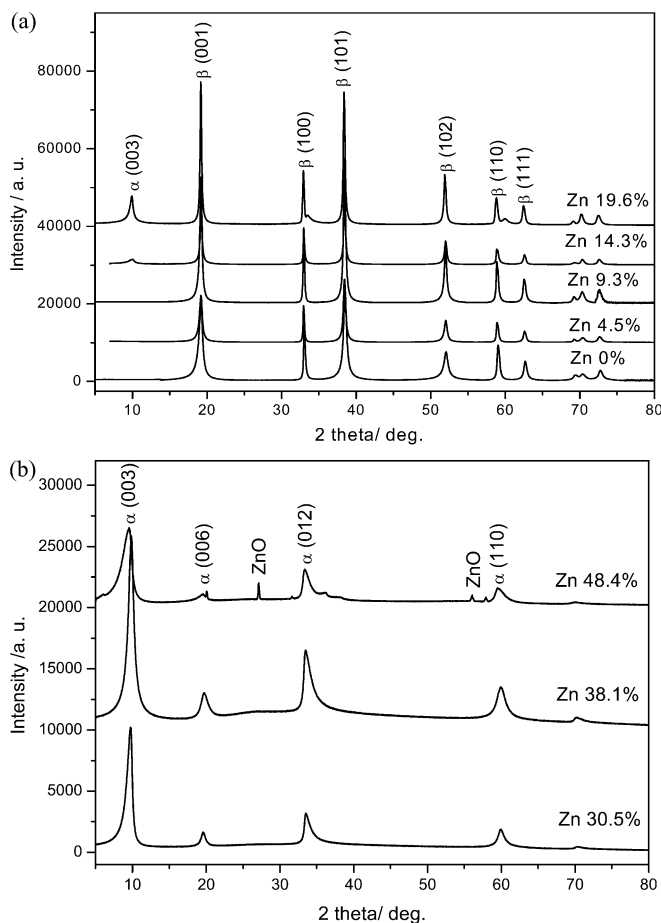 (a)
β (001)
β (101)
α (003)
β (100)
β (102)
β (110)
β (111)
80000
60000
40000
20000
0
Intensity / a. u.
Zn 19.6%
Zn 14.3%
Zn 9.3%
Zn 4.5%
Zn 0%
10 20 30 40 50 60 70 80
2 theta/ deg.
(b)
α (003)
α (006)
ZnO
α (012)
ZnO
α (110)
30000
25000
20000
15000
10000
5000
0
Intensity /a. u.
Zn 48.4%
Zn 38.1%
Zn 30.5%
10 20 30 40 50 60 70 80
2 theta/ deg.